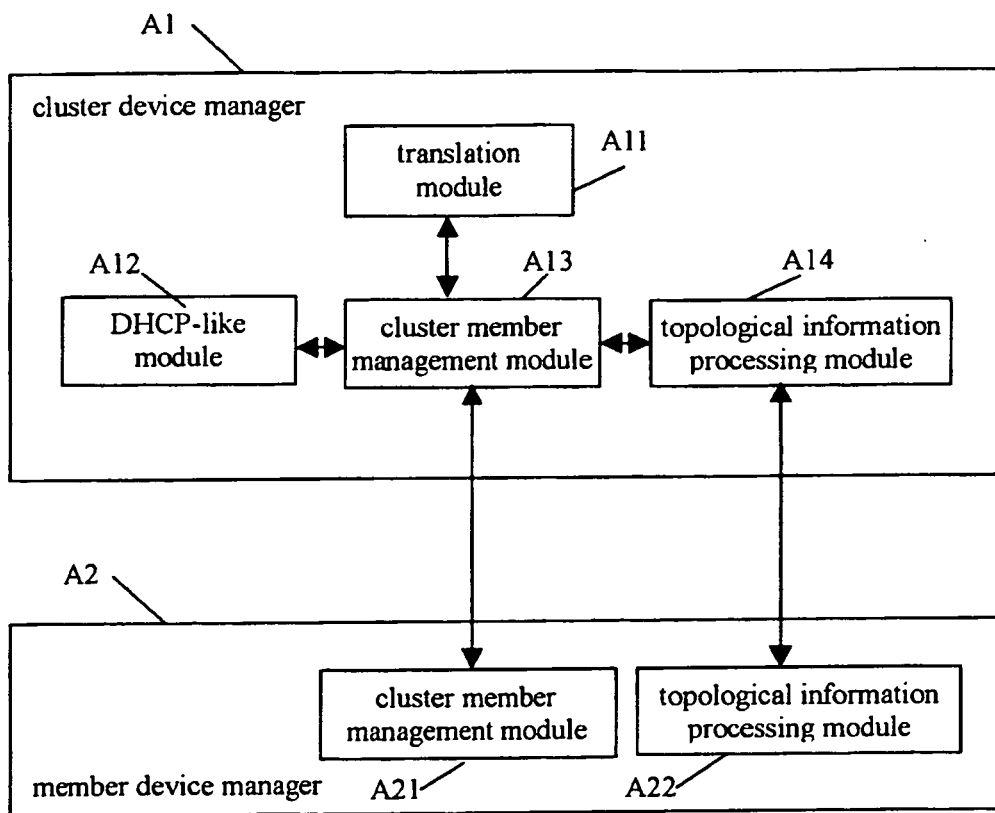 A1
cluster device manager
translation
module
A11
A12
A13
A14
DHCP-like
module
cluster member
management module
topological information
processing module
A2
cluster member
management module
topological information
processing module
member device manager
A21
A22